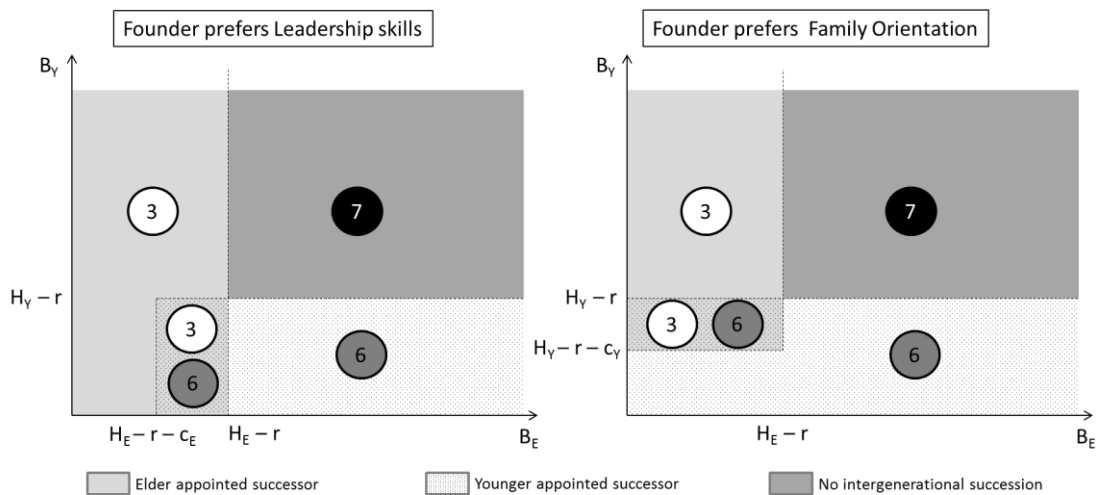 Founder prefers Leadership skills
B_Y
3
7
H_Y – r
3
6
6
H_E – r – c_E
H_E – r
B_E
Founder prefers Family Orientation
B_Y
3
7
H_Y – r
3
6
6
H_Y – r – c_Y
H_E – r
B_E
Elder appointed successor
Younger appointed successor
No intergenerational succession